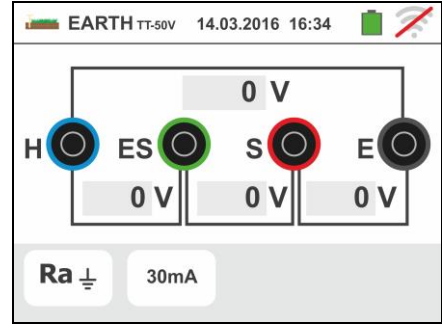 EARTH TT-50V 14.03.2016 16:34
0 V
H ES S E
0 V 0 V 0 V
Ra 30mA